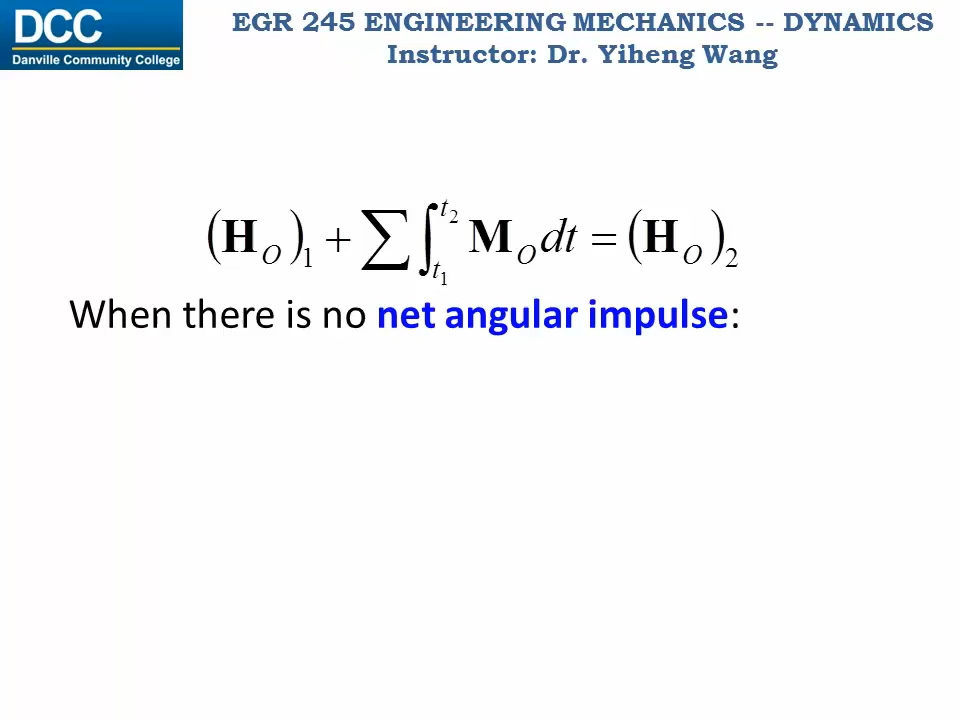 DCC
Danville Community College
EGR 245 ENGINEERING MECHANICS -- DYNAMICS
Instructor: Dr. Yiheng Wang
(H_O)_1 + ∑ ∫_{t_1}^{t_2} M_O dt = (H_O)_2
When there is no net angular impulse: